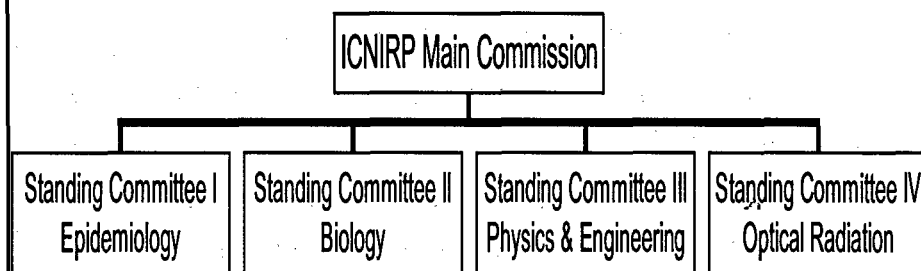 ICNIRP Main Commission
Standing Committee I
Epidemiology
Standing Committee II
Biology
Standing Committee III
Physics & Engineering
Standing Committee IV
Optical Radiation